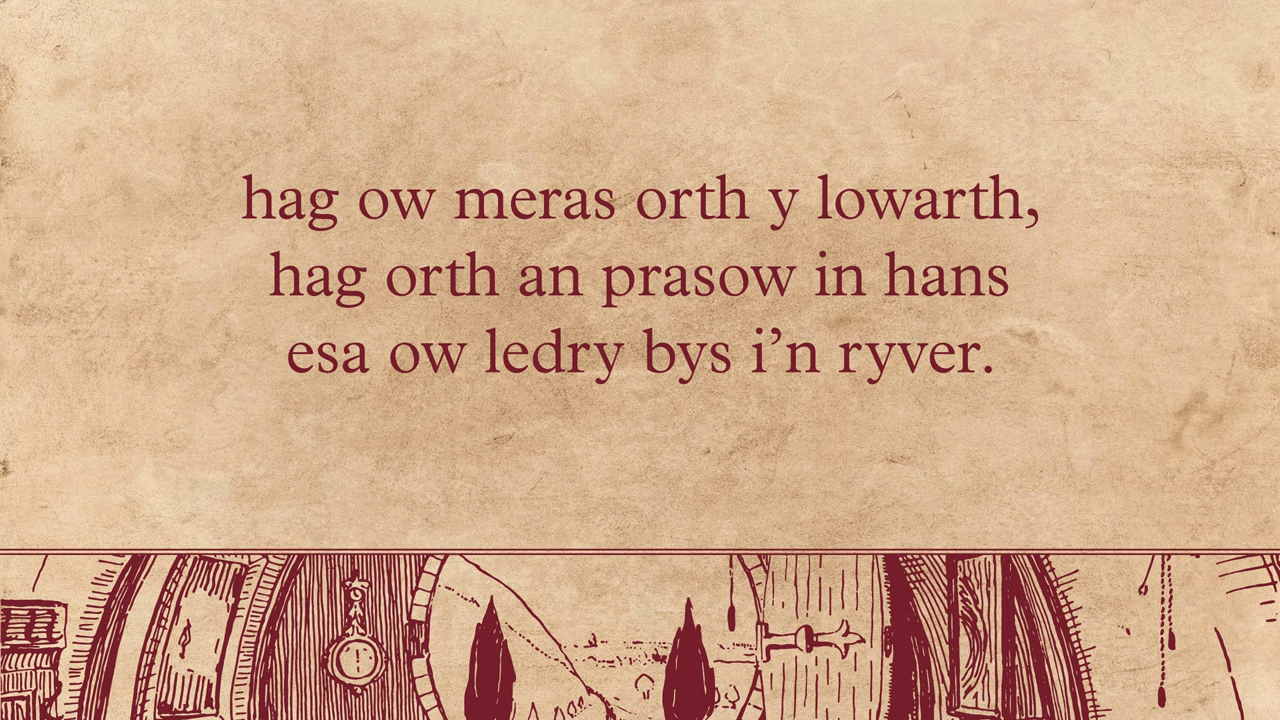 hag ow meras orth y lowarth,
hag orth an prasow in hans
esa ow ledry bys i’n ryver.